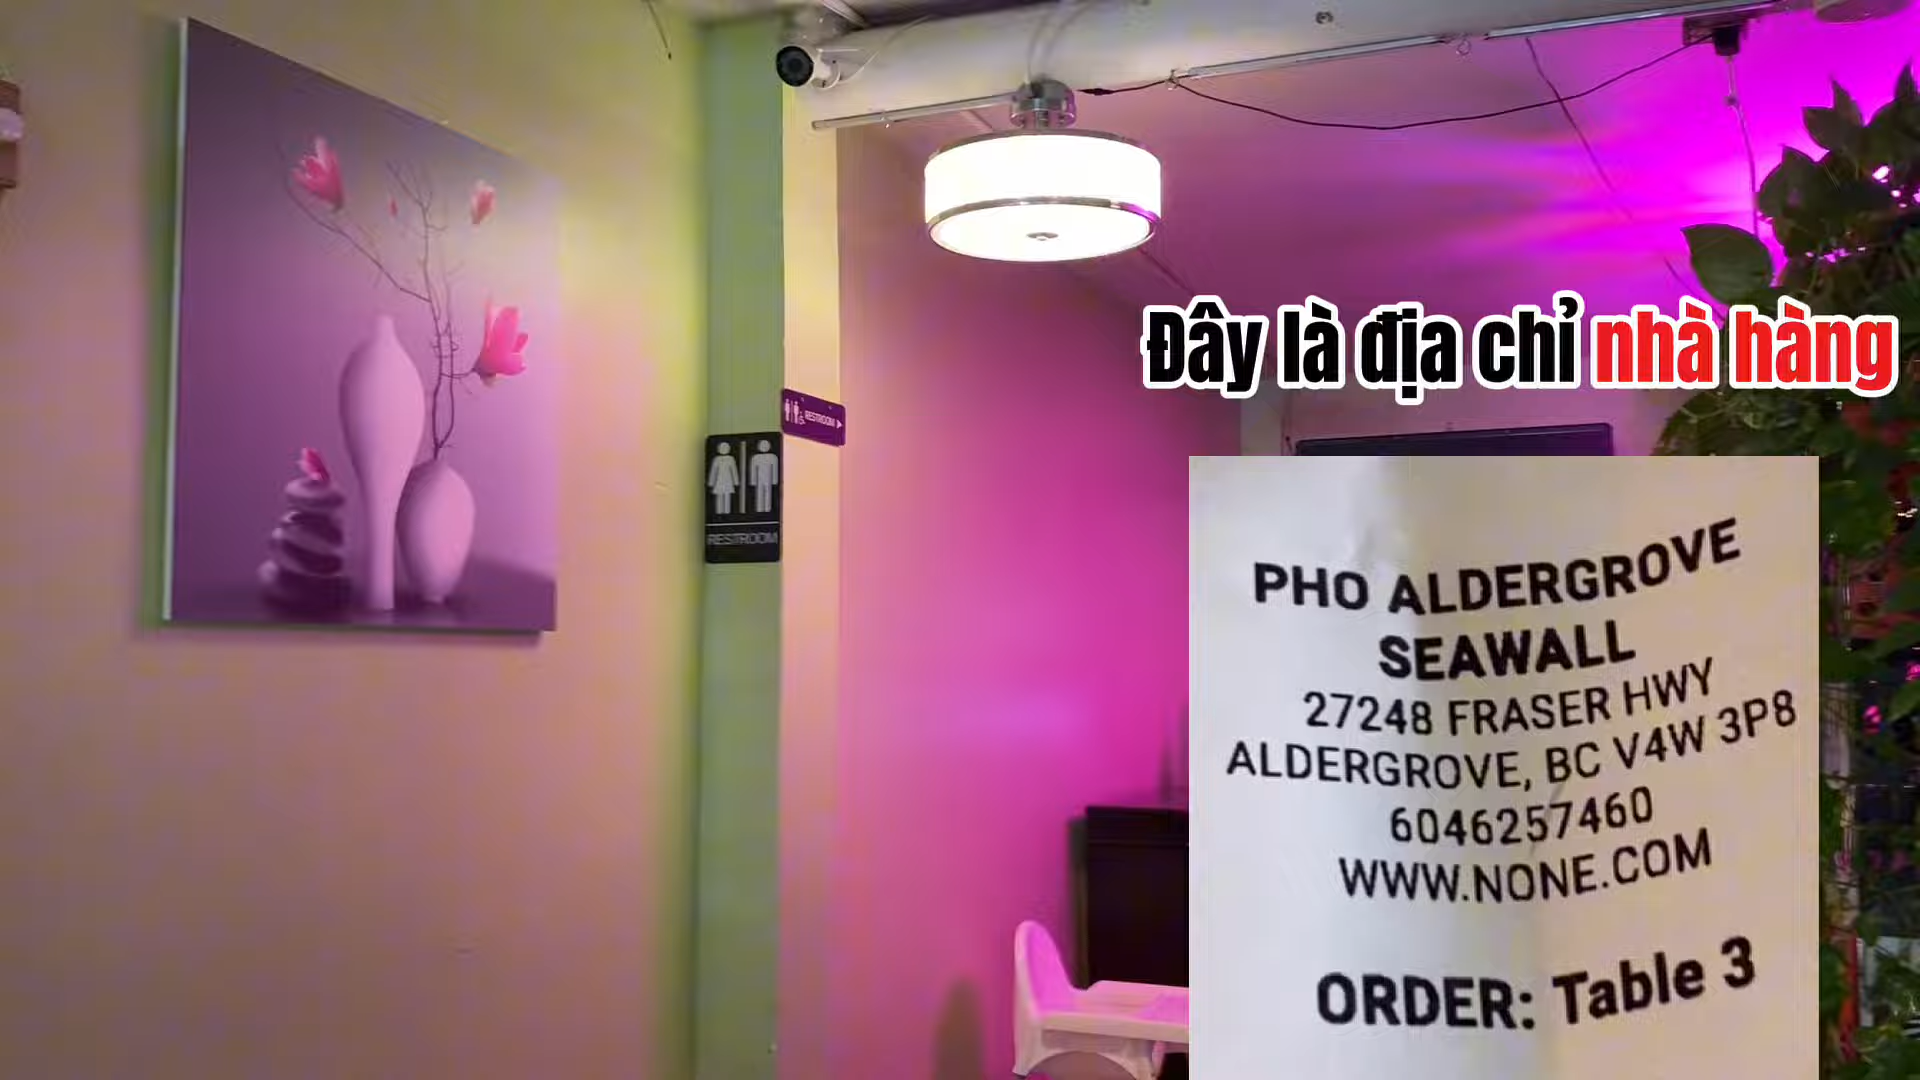 Đây là địa chỉ nhà hàng
RESTROOM
RESTROOM
PHO ALDERGROVE
SEAWALL
27248 FRASER HWY
ALDERGROVE, BC V4W 3P8
6046257460
WWW.NONE.COM
ORDER: Table 3